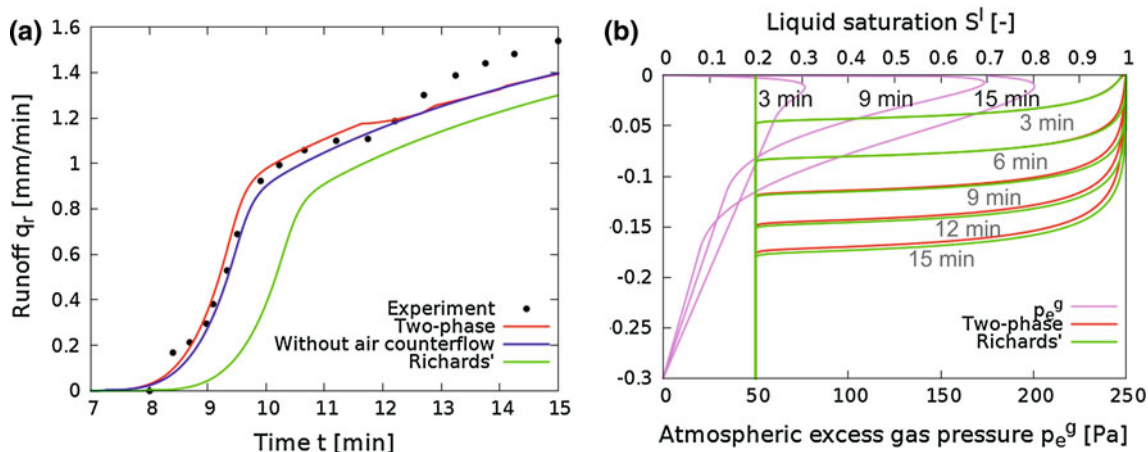 (a)
1.6
1.4
1.2
1
0.8
0.6
0.4
0.2
0
Runoff qᵣ [mm/min]
Experiment
Two-phase
Without air counterflow
Richards'
7 8 9 10 11 12 13 14 15
Time t [min]
(b)
Liquid saturation Sˡ [-]
0 0.1 0.2 0.3 0.4 0.5 0.6 0.7 0.8 0.9 1
0
-0.05
-0.1
-0.15
-0.2
-0.25
-0.3
3 min 9 min 15 min
3 min
6 min
9 min
12 min
15 min
pₑᵍ
Two-phase
Richards'
0 50 100 150 200 250
Atmospheric excess gas pressure pₑᵍ [Pa]